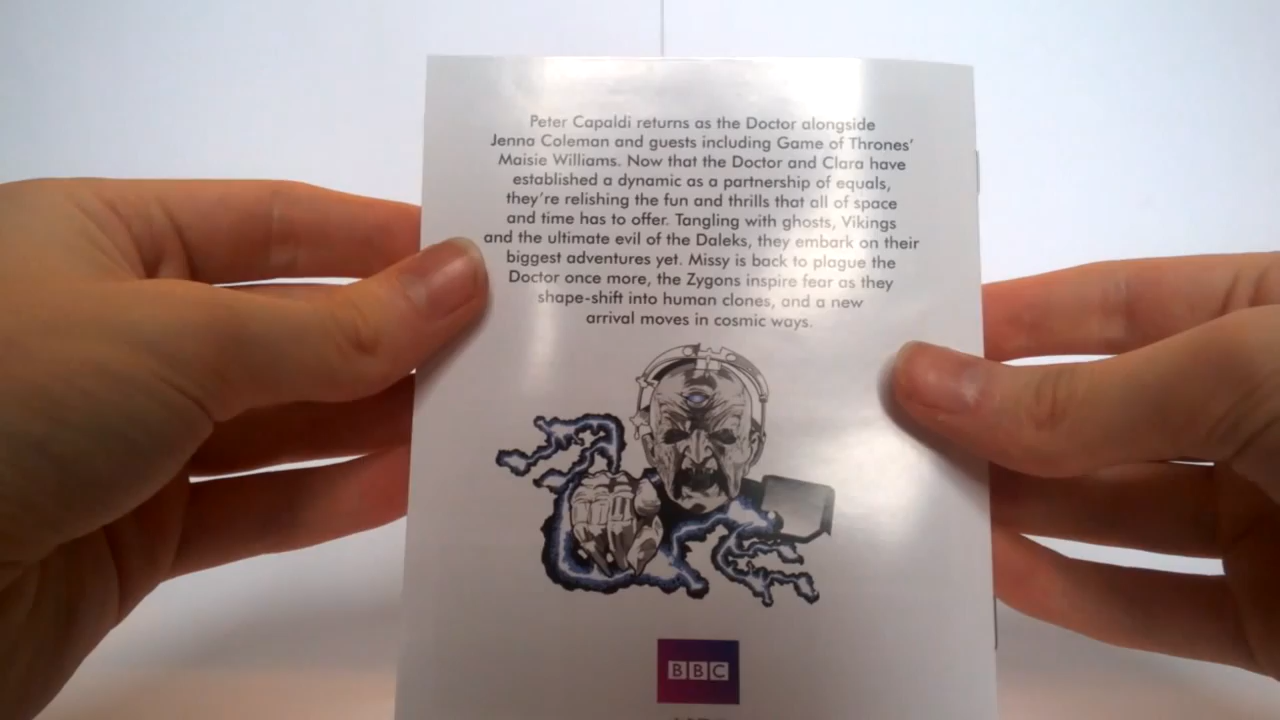 Peter Capaldi returns as the Doctor alongside
Jenna Coleman and guests including Game of Thrones'
Maisie Williams. Now that the Doctor and Clara have
established a dynamic as a partnership of equals,
they're relishing the fun and thrills that all of space
and time has to offer. Tangling with ghosts, Vikings
and the ultimate evil of the Daleks, they embark on their
biggest adventures yet. Missy is back to plague the
Doctor once more, the Zygons inspire fear as they
shape-shift into human clones, and a new
arrival moves in cosmic ways.
BBC